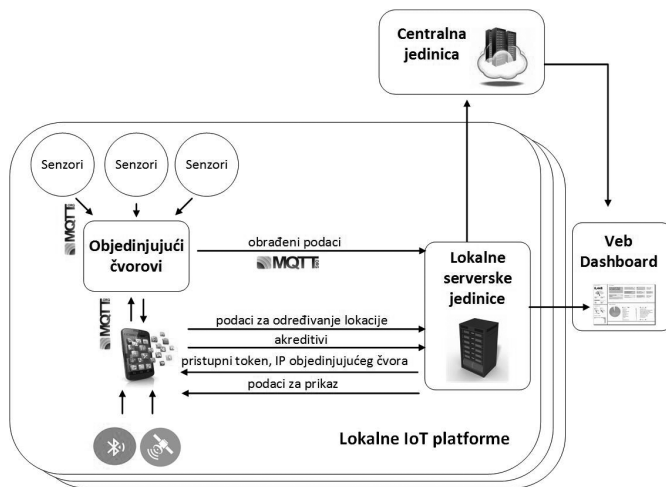 Centralna
jedinica
Senzori
Senzori
Senzori
MQTT
Objedinjujući
čvorovi
obrađeni podaci
MQTT
Lokalne
serverske
jedinice
Veb
Dashboard
MQTT
podaci za određivanje lokacije
akreditivi
pristupni token, IP objedinjujućeg čvora
podaci za prikaz
Lokalne IoT platforme